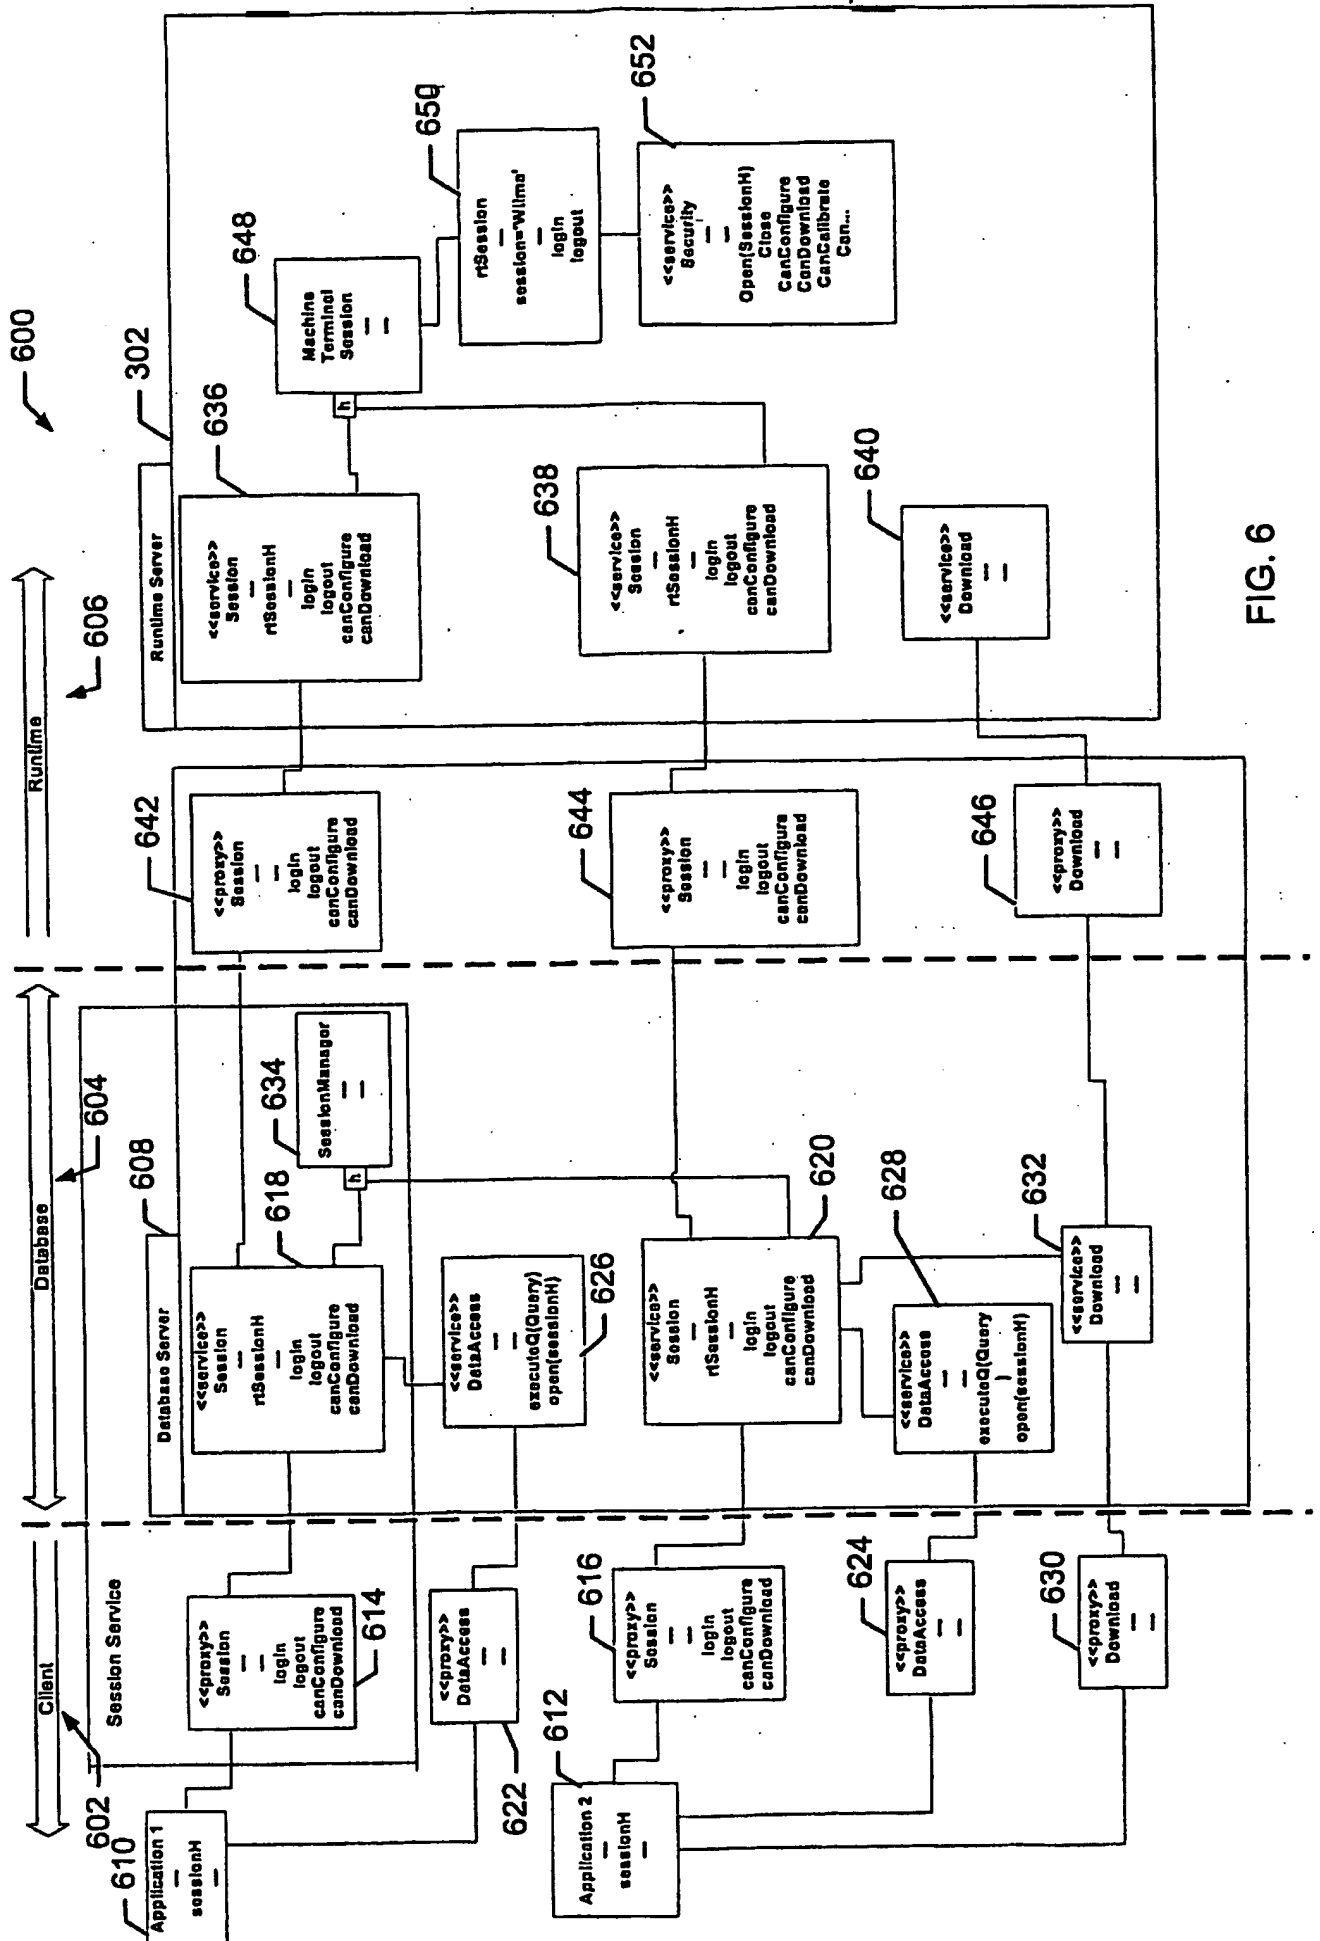 600
Client
Database
Runtime
602
604
606
Session Service
608
Database Server
302
Runtime Server
610
Application 1
sessionH
<<proxy>>
Session
login
logout
canConfigure
canDownload
614
<<service>>
Session
rtSessionH
login
logout
canConfigure
canDownload
618
634
SessionManager
h
642
<<proxy>>
Session
login
logout
canConfigure
canDownload
636
<<service>>
Session
rtSessionH
login
logout
canConfigure
canDownload
h
648
Machine
Terminal
Session
650
rtSession
session='Wilma'
login
logout
652
<<service>>
Security
Open(SessionH)
Close
CanConfigure
CanDownload
CanCalibrate
Can...
622
<<proxy>>
DataAccess
626
<<service>>
DataAccess
executeQ(Query)
open(sessionH)
612
Application 2
sessionH
616
<<proxy>>
Session
login
logout
canConfigure
canDownload
620
<<service>>
Session
rtSessionH
login
logout
canConfigure
canDownload
644
<<proxy>>
Session
login
logout
canConfigure
canDownload
638
<<service>>
Session
rtSessionH
login
logout
canConfigure
canDownload
624
<<proxy>>
DataAccess
628
<<service>>
DataAccess
executeQ(Query
)
open(sessionH)
630
<<proxy>>
Download
632
<<service>>
Download
646
<<proxy>>
Download
640
<<service>>
Download
FIG. 6